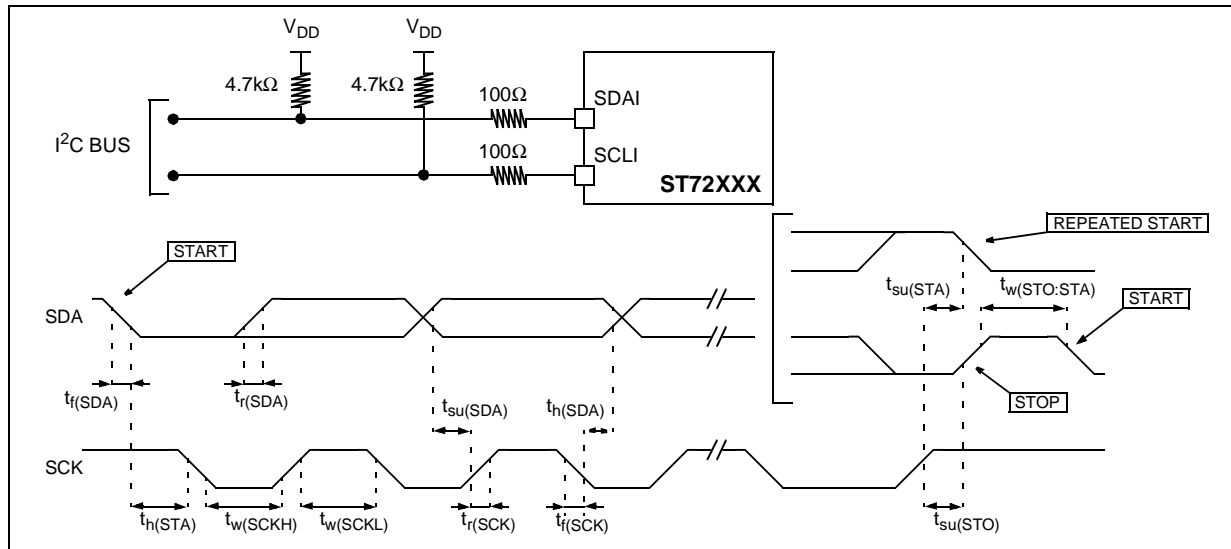 VDD VDD
4.7kΩ 4.7kΩ
100Ω SDAI
I²C BUS
100Ω SCLI
ST72XXX
REPEATED START
START
tsu(STA) tw(STO:STA) START
SDA
tf(SDA) tr(SDA) tsu(SDA) th(SDA)
STOP
SCK
th(STA) tw(SCKH) tw(SCKL) tr(SCK) tf(SCK) tsu(STO)